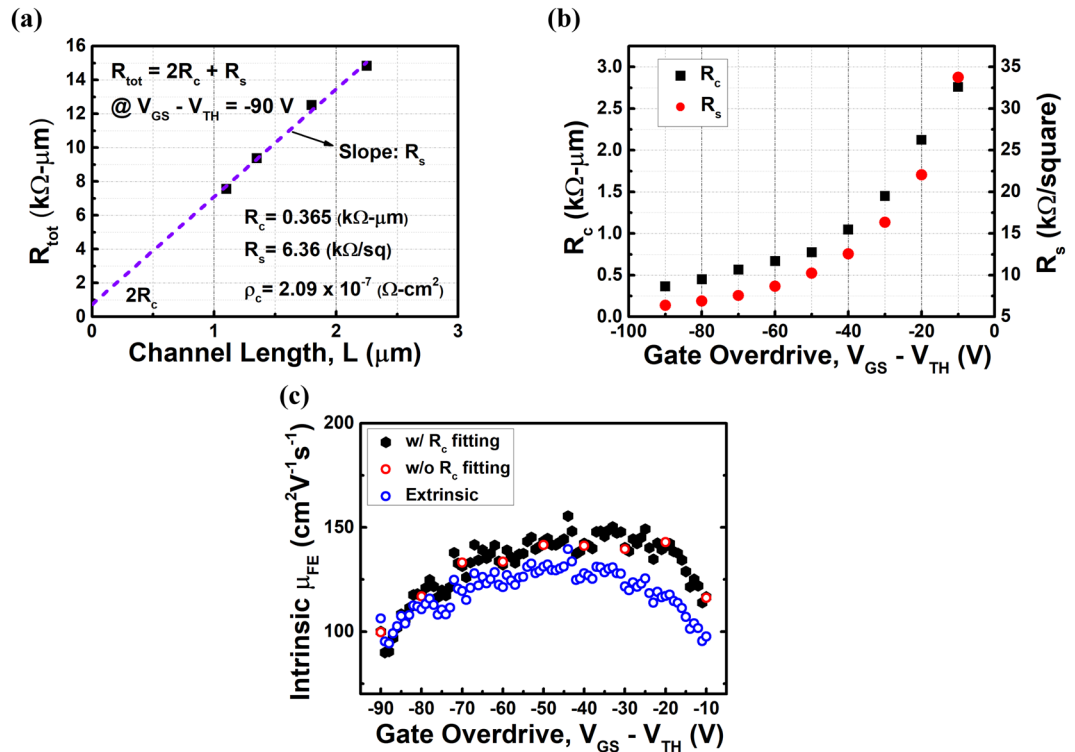 (a)
16
14
12
10
8
6
4
2
0
R_tot (kΩ-μm)
R_tot = 2R_c + R_s
@ V_GS - V_TH = -90 V
Slope: R_s
R_c = 0.365 (kΩ-μm)
R_s = 6.36 (kΩ/sq)
ρ_c = 2.09 x 10^-7 (Ω-cm^2)
2R_c
0 1 2 3
Channel Length, L (μm)
(b)
3.0
2.5
2.0
1.5
1.0
0.5
0.0
R_c (kΩ-μm)
R_c
R_s
35
30
25
20
15
10
5
R_s (kΩ/square)
-100 -80 -60 -40 -20 0
Gate Overdrive, V_GS - V_TH (V)
(c)
200
150
100
Intrinsic μ_FE (cm^2V^-1s^-1)
w/ R_c fitting
w/o R_c fitting
Extrinsic
-90 -80 -70 -60 -50 -40 -30 -20 -10
Gate Overdrive, V_GS - V_TH (V)